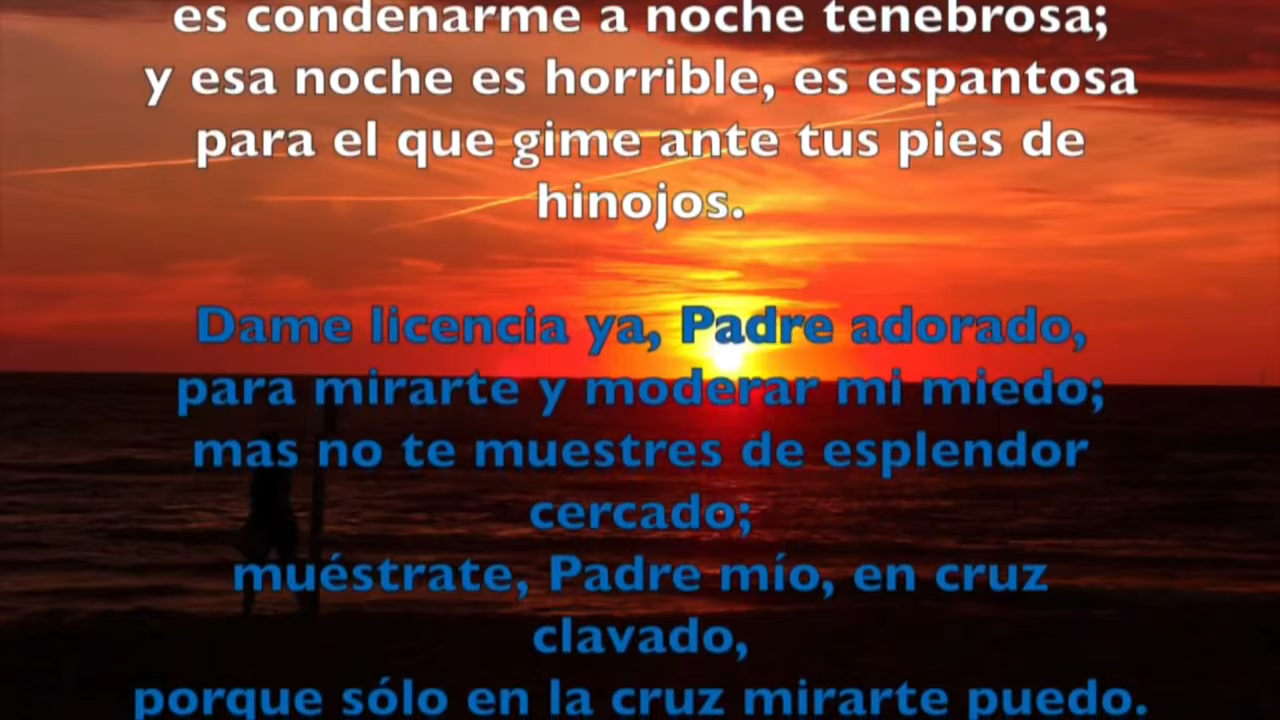 es condenarme a noche tenebrosa;
y esa noche es horrible, es espantosa
para el que gime ante tus pies de
hinojos.
Dame licencia ya, Padre adorado,
para mirarte y moderar mi miedo;
mas no te muestres de esplendor
cercado;
muéstrate, Padre mío, en cruz
clavado,
porque sólo en la cruz mirarte puedo.